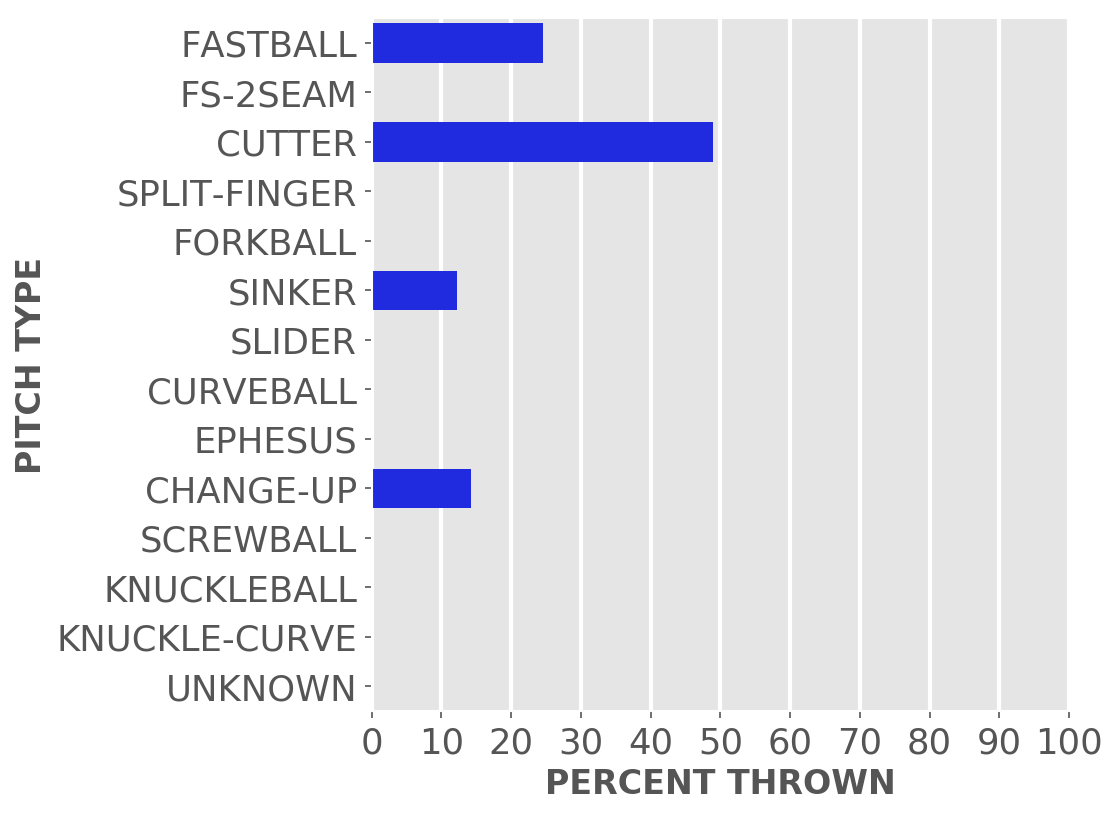 FASTBALL
FS-2SEAM
CUTTER
SPLIT-FINGER
FORKBALL
SINKER
SLIDER
CURVEBALL
EPHESUS
CHANGE-UP
SCREWBALL
KNUCKLEBALL
KNUCKLE-CURVE
UNKNOWN
PITCH TYPE
0 10 20 30 40 50 60 70 80 90 100
PERCENT THROWN